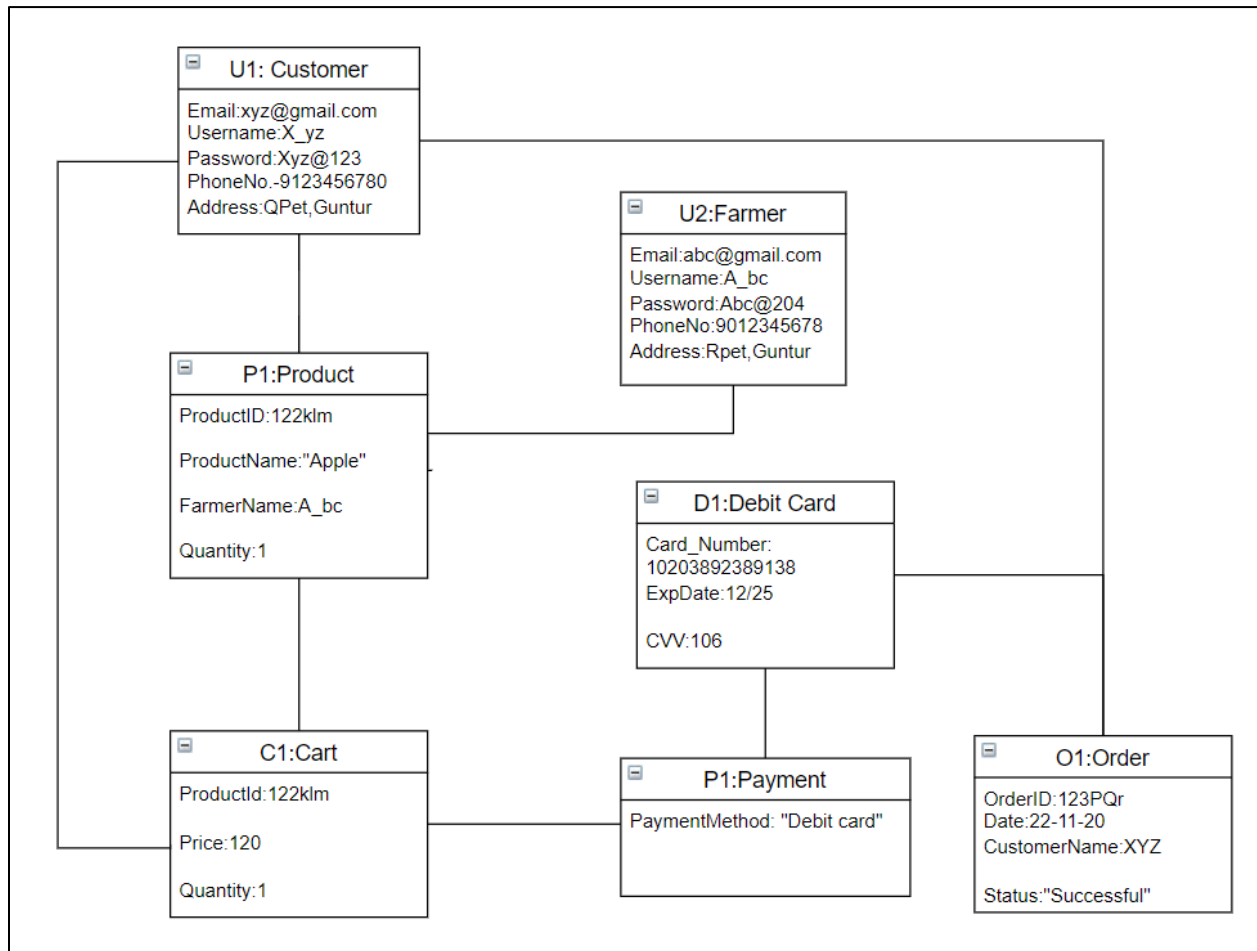 U1: Customer
Email:xyz@gmail.com
Username:X_yz
Password:Xyz@123
PhoneNo.-9123456780
Address:QPet,Guntur
U2:Farmer
Email:abc@gmail.com
Username:A_bc
Password:Abc@204
PhoneNo:9012345678
Address:Rpet,Guntur
P1:Product
ProductID:122klm
ProductName:"Apple"
FarmerName:A_bc
Quantity:1
D1:Debit Card
Card_Number:
10203892389138
ExpDate:12/25
CVV:106
C1:Cart
ProductId:122klm
Price:120
Quantity:1
P1:Payment
PaymentMethod: "Debit card"
O1:Order
OrderID:123PQr
Date:22-11-20
CustomerName:XYZ
Status:"Successful"